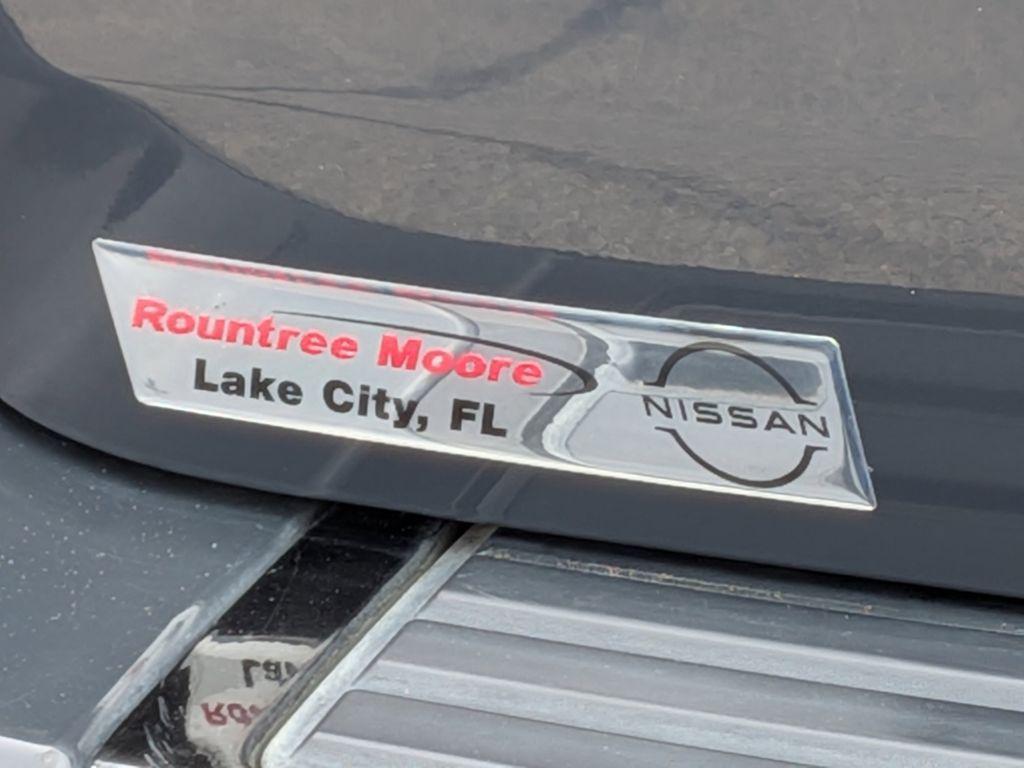 Rountree Moore
Lake City, FL
NISSAN